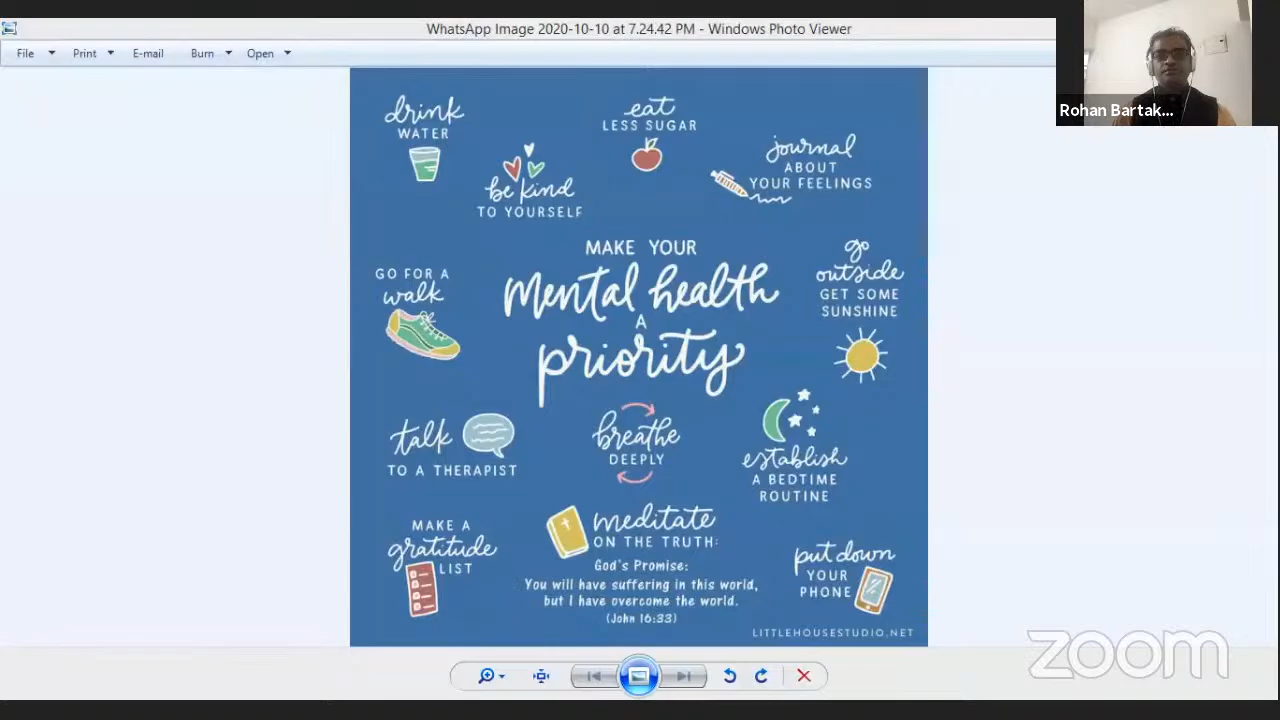 WhatsApp Image 2020-10-10 at 7.24.42 PM - Windows Photo Viewer
File Print E-mail Burn Open
Rohan Bartak...
drink
WATER
eat
LESS SUGAR
be kind
TO YOURSELF
journal
ABOUT
YOUR FEELINGS
MAKE YOUR
mental health
A
priority
GO FOR A
walk
go
outside
GET SOME
SUNSHINE
talk
TO A THERAPIST
breathe
DEEPLY
establish
A BEDTIME
ROUTINE
MAKE A
gratitude
LIST
meditate
ON THE TRUTH:
God's Promise:
You will have suffering in this world,
but I have overcome the world.
(John 16:33)
put down
YOUR
PHONE
LITTLEHOUSESTUDIO.NET
zoom